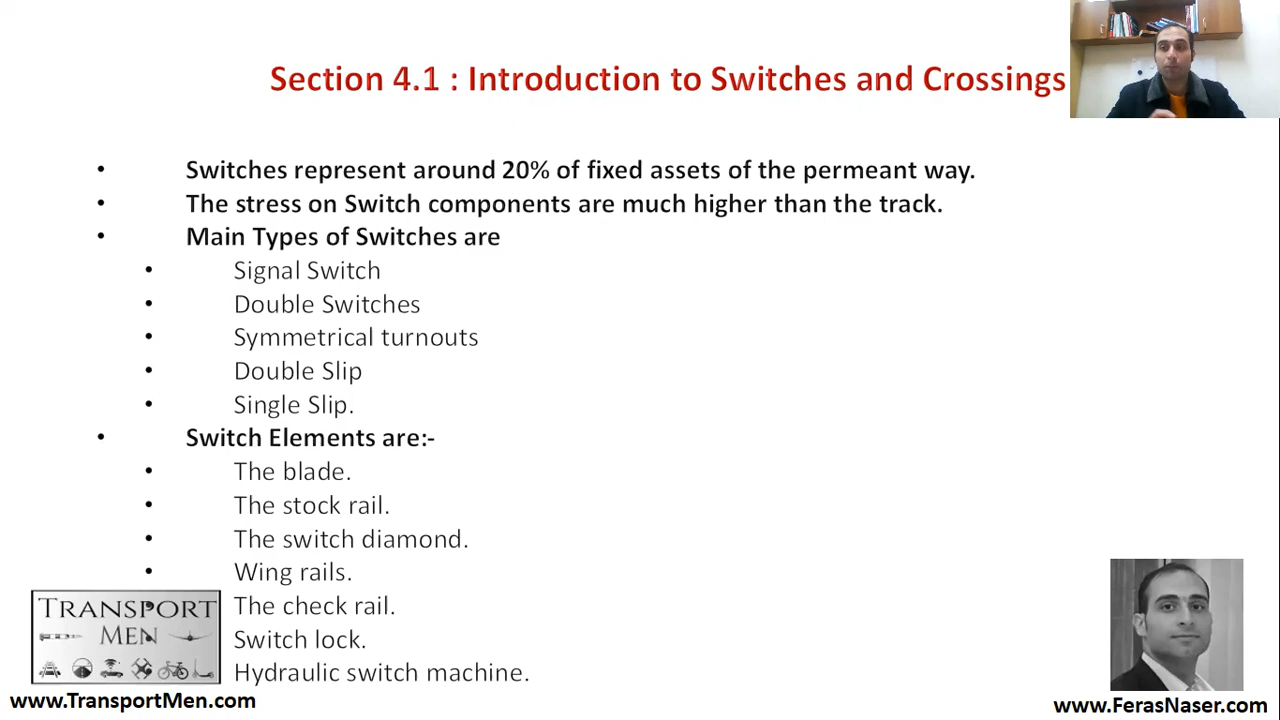 Section 4.1 : Introduction to Switches and Crossings
• Switches represent around 20% of fixed assets of the permeant way.
• The stress on Switch components are much higher than the track.
• Main Types of Switches are
• Signal Switch
• Double Switches
• Symmetrical turnouts
• Double Slip
• Single Slip.
• Switch Elements are:-
• The blade.
• The stock rail.
• The switch diamond.
• Wing rails.
The check rail.
Switch lock.
Hydraulic switch machine.
TRANSPORT
MEN
www.TransportMen.com
www.FerasNaser.com